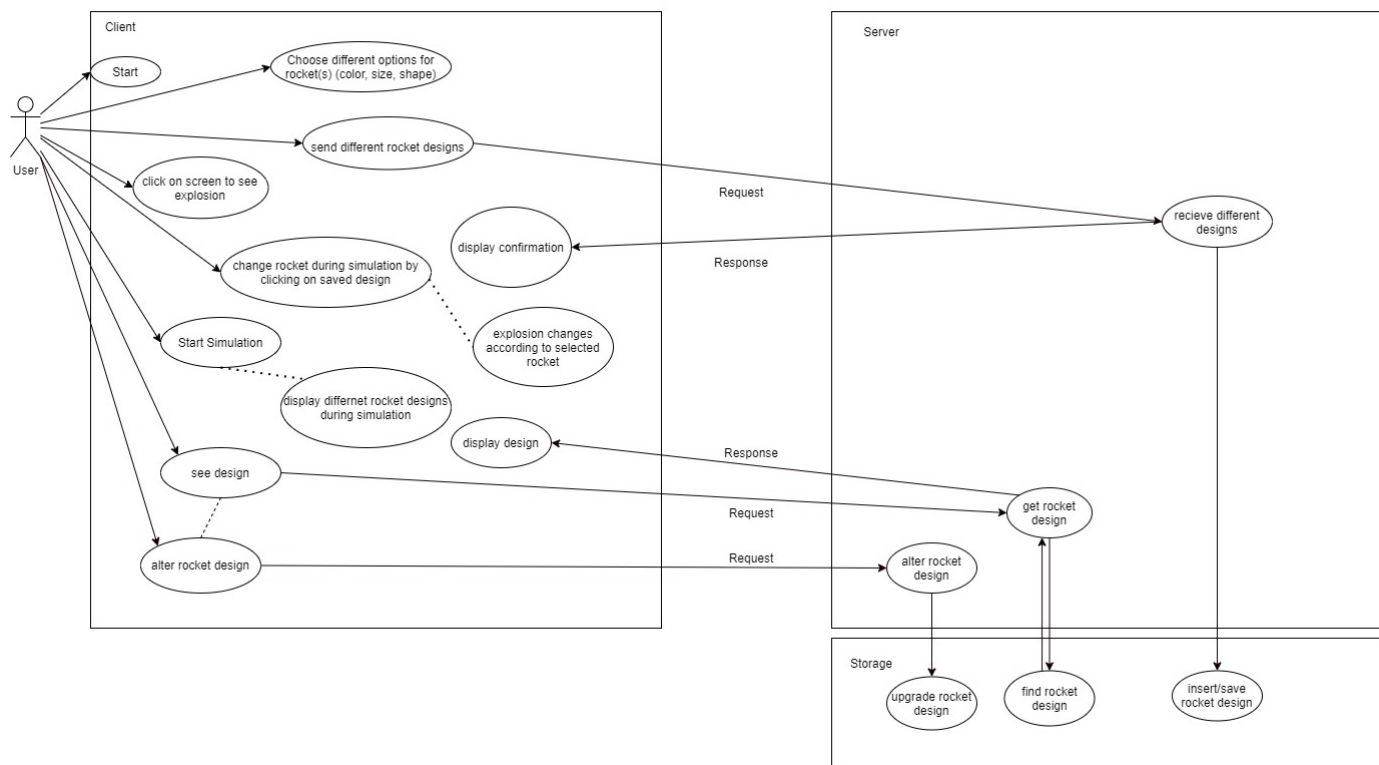 Client
Server
Start
Choose different options for
rocket(s) (color, size, shape)
User
send different rocket designs
click on screen to see
explosion
Request
recieve different
designs
display confirmation
Response
change rocket during simulation by
clicking on saved design
Start Simulation
explosion changes
according to selected
rocket
display differnet rocket designs
during simulation
display design
Response
see design
Request
get rocket
design
alter rocket design
Request
alter rocket
design
Storage
upgrade rocket
design
find rocket
design
insert/save
rocket design